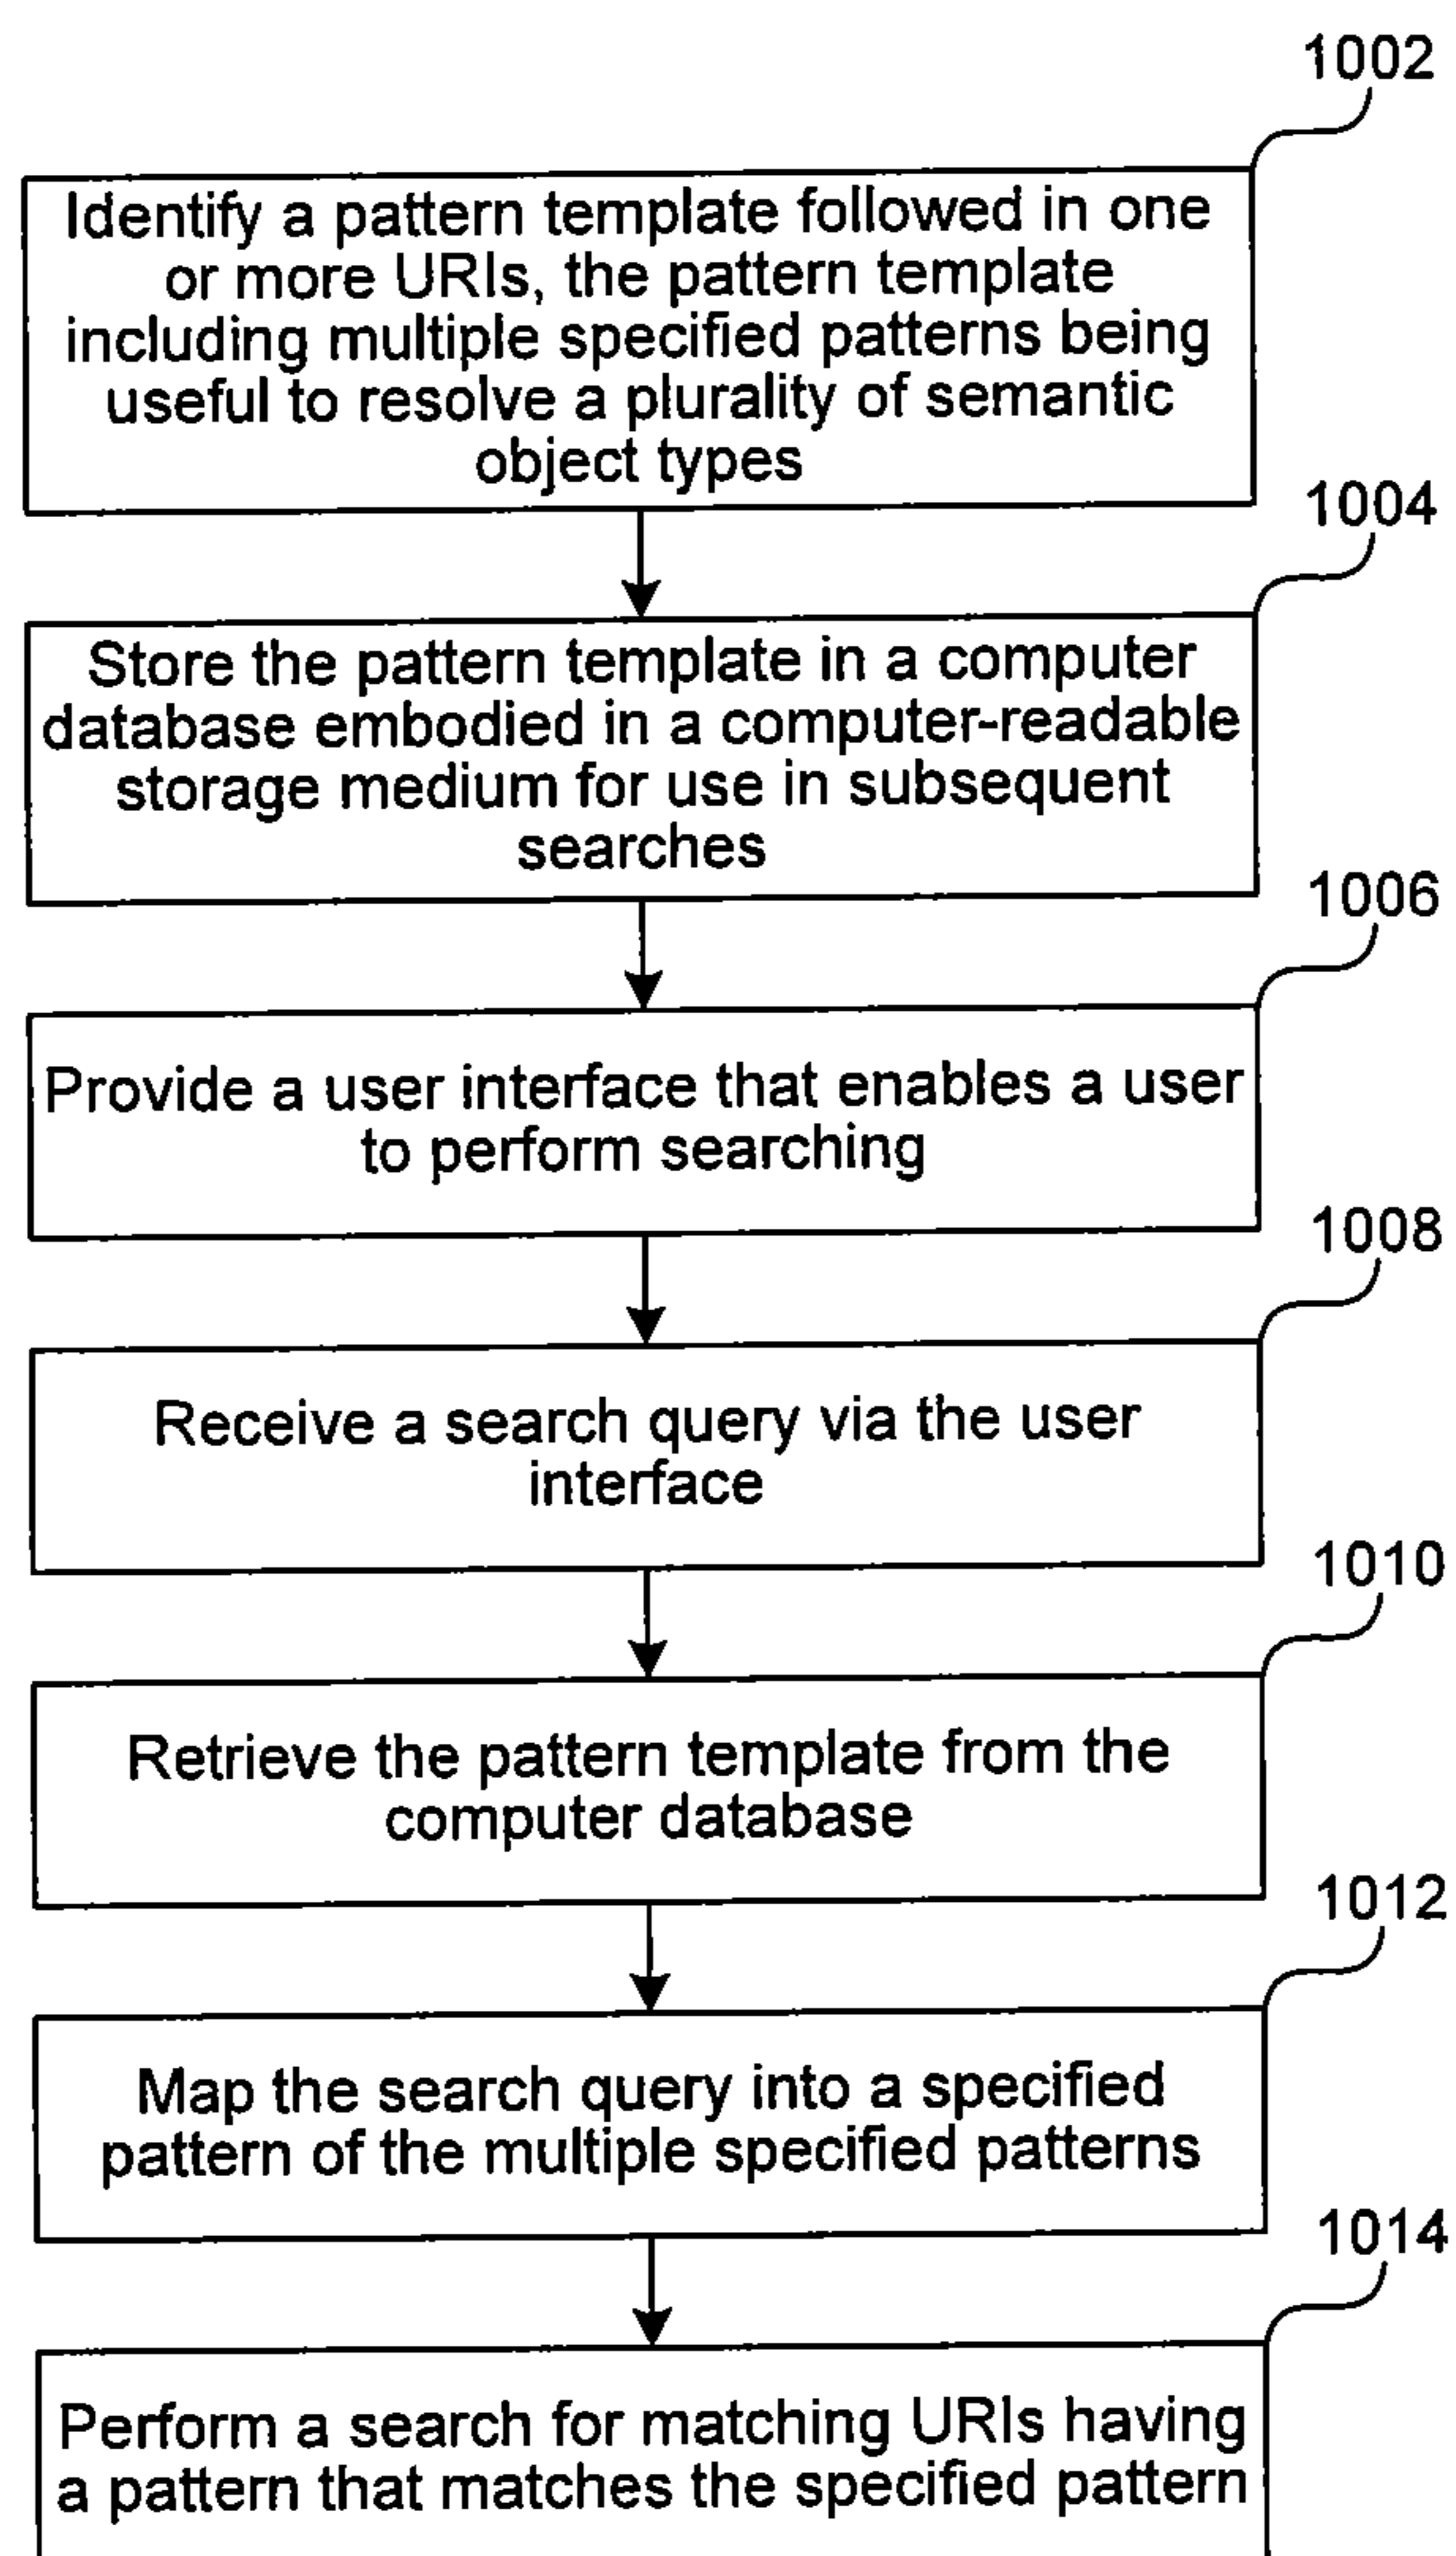 1002
Identify a pattern template followed in one
or more URIs, the pattern template
including multiple specified patterns being
useful to resolve a plurality of semantic
object types
1004
Store the pattern template in a computer
database embodied in a computer-readable
storage medium for use in subsequent
searches
1006
Provide a user interface that enables a user
to perform searching
1008
Receive a search query via the user
interface
1010
Retrieve the pattern template from the
computer database
1012
Map the search query into a specified
pattern of the multiple specified patterns
1014
Perform a search for matching URIs having
a pattern that matches the specified pattern